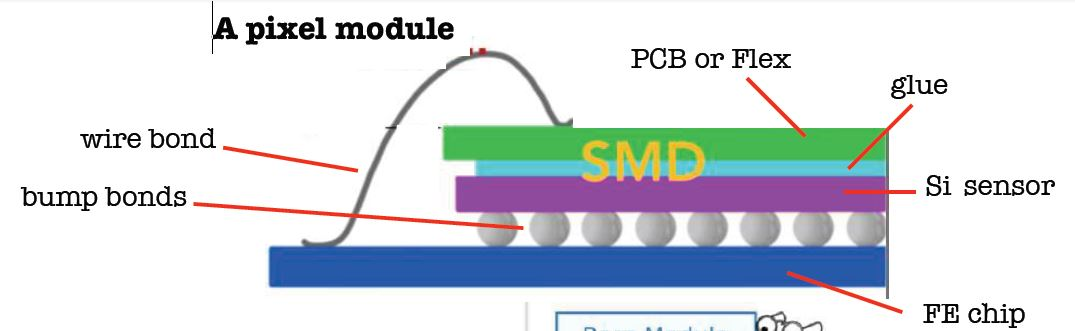 A pixel module
PCB or Flex
glue
wire bond
SMD
bump bonds
Si sensor
FE chip